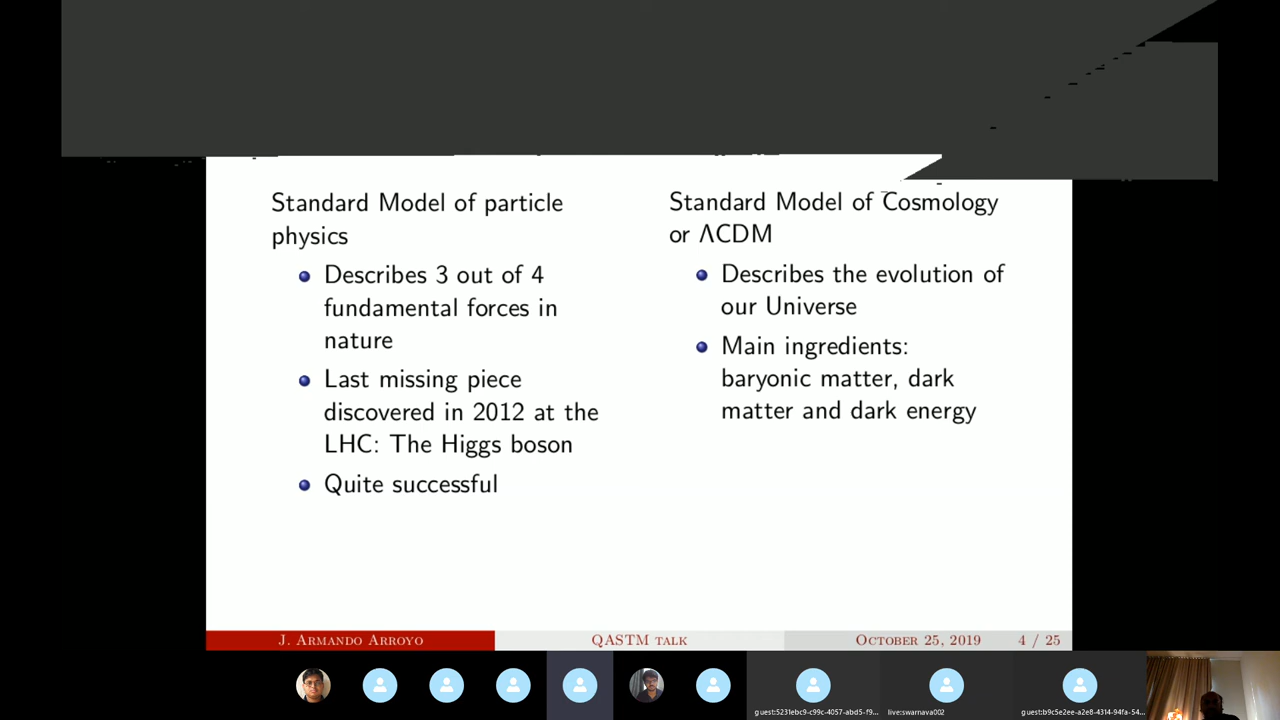 Standard Model of particle
physics
Describes 3 out of 4
fundamental forces in
nature
Last missing piece
discovered in 2012 at the
LHC: The Higgs boson
Quite successful
Standard Model of Cosmology
or ΛCDM
Describes the evolution of
our Universe
Main ingredients:
baryonic matter, dark
matter and dark energy
J. Armando Arroyo
QASTM talk
October 25, 2019
4 / 25
guest:5231ebc9-c99c-4057-abd5-f9...
live:swarnava002
guest:b9c5e2ee-a2e8-4314-94fa-54...